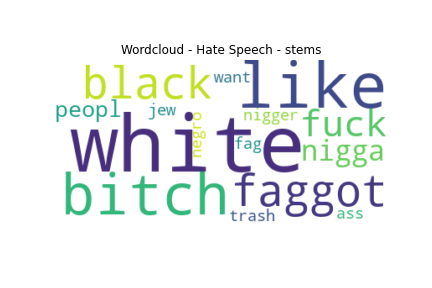 Wordcloud - Hate Speech - stems
black want like
peopl jew negro nigger fuck
white fag nigga
bitch faggot
trash ass